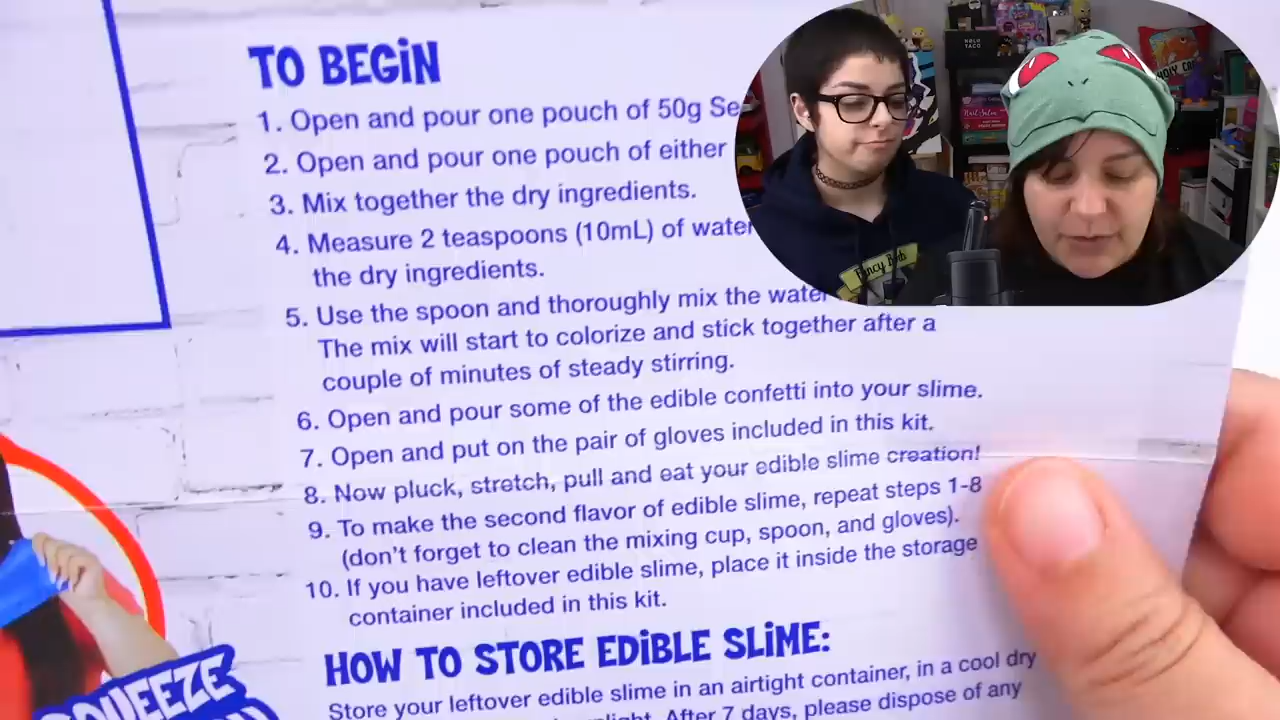 TO BEGiN
1. Open and pour one pouch of 50g
2. Open and pour one pouch of either
3. Mix together the dry ingredients.
4. Measure 2 teaspoons (10mL) of water
the dry ingredients.
5. Use the spoon and thoroughly mix the water
The mix will start to colorize and stick together after a
couple of minutes of steady stirring.
6. Open and pour some of the edible confetti into your slime.
7. Open and put on the pair of gloves included in this kit.
8. Now pluck, stretch, pull and eat your edible slime creation!
9. To make the second flavor of edible slime, repeat steps 1-8
(don't forget to clean the mixing cup, spoon, and gloves).
10. If you have leftover edible slime, place it inside the storage
container included in this kit.
HOW TO STORE EDiBLE SLiME:
Store your leftover edible slime in an airtight container, in a cool dry
After 7 days, please dispose of any
SQUEEZE
HOLO
TACO
Fancy Bomb